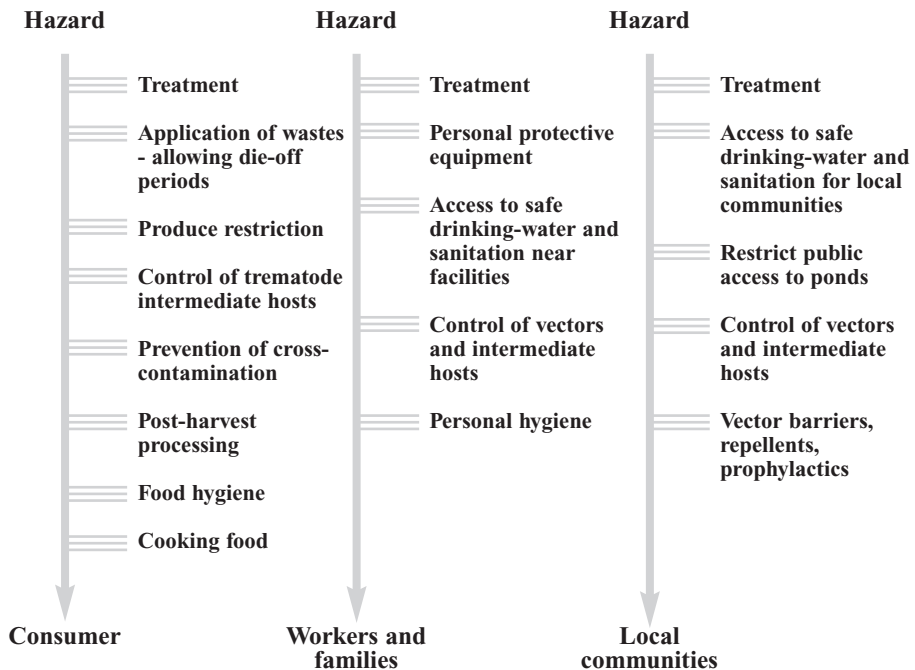 Hazard
Treatment
Application of wastes
- allowing die-off
periods
Produce restriction
Control of trematode
intermediate hosts
Prevention of cross-
contamination
Post-harvest
processing
Food hygiene
Cooking food
Consumer
Hazard
Treatment
Personal protective
equipment
Access to safe
drinking-water and
sanitation near
facilities
Control of vectors
and intermediate
hosts
Personal hygiene
Workers and
families
Hazard
Treatment
Access to safe
drinking-water and
sanitation for local
communities
Restrict public
access to ponds
Control of vectors
and intermediate
hosts
Vector barriers,
repellents,
prophylactics
Local
communities